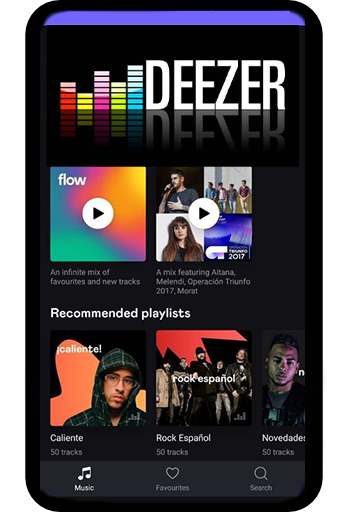 DEEZER
flow
OPERACIÓN
TRIUNFO
2017
An infinite mix of
favourites and new tracks
A mix featuring Aitana,
Melendi, Operación Triunfo
2017, Morat
Recommended playlists
¡caliente!
rock español
Caliente
50 tracks
Rock Español
50 tracks
Novedades
50 tracks
Music
Favourites
Search